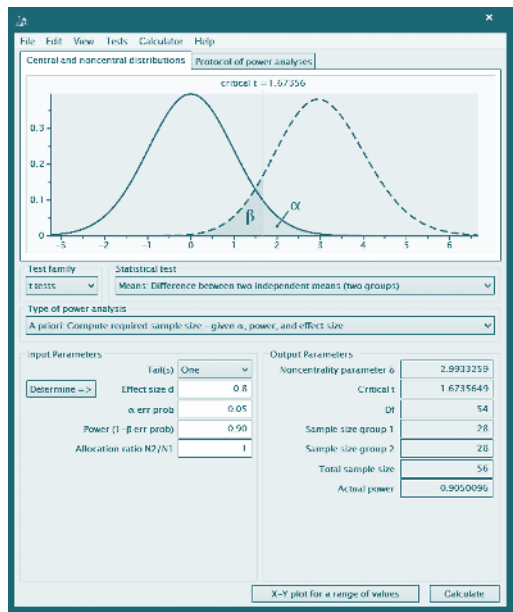 File Edit View Tests Calculator Help
Central and noncentral distributions Protocol of power analyses
critical t = 1.67356
0.3
0.2
0.1
0
-3 -2 -1 0 1 2 3 4 5 6
β α
Test family Statistical test
t tests Means: Difference between two independent means (two groups)
Type of power analysis
A priori: Compute required sample size - given α, power, and effect size
Input Parameters Output Parameters
Tail(s) One Noncentrality parameter δ 2.9933259
Determine => Effect size d 0.8 Critical t 1.6735649
α err prob 0.05 Df 54
Power (1-β err prob) 0.90 Sample size group 1 28
Allocation ratio N2/N1 1 Sample size group 2 28
Total sample size 56
Actual power 0.9050096
X-Y plot for a range of values Calculate